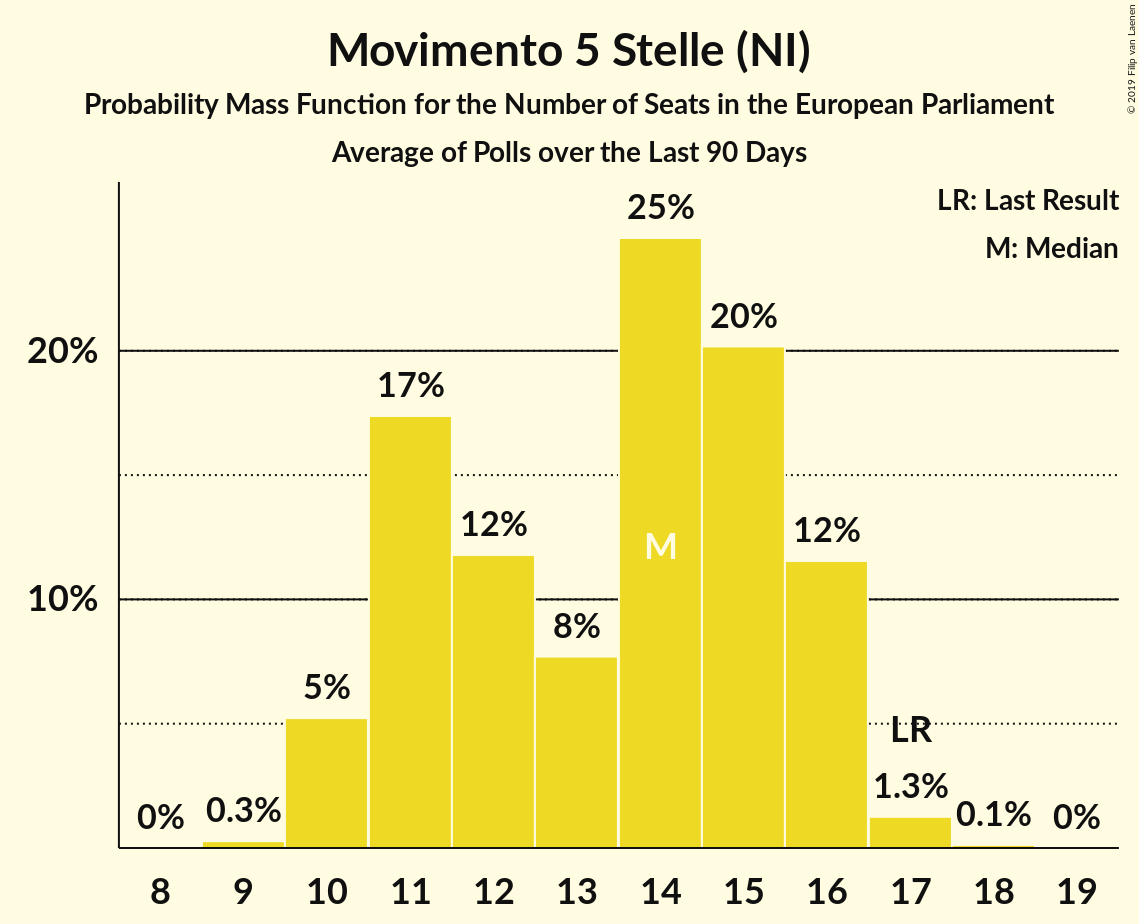 Movimento 5 Stelle (NI)
Probability Mass Function for the Number of Seats in the European Parliament
Average of Polls over the Last 90 Days
© 2019 Filip van Laenen
LR: Last Result
M: Median
25%
20%
20%
17%
12%
12%
M
10%
8%
5%
LR
1.3%
0%
0.3%
0.1%
0%
8 9 10 11 12 13 14 15 16 17 18 19